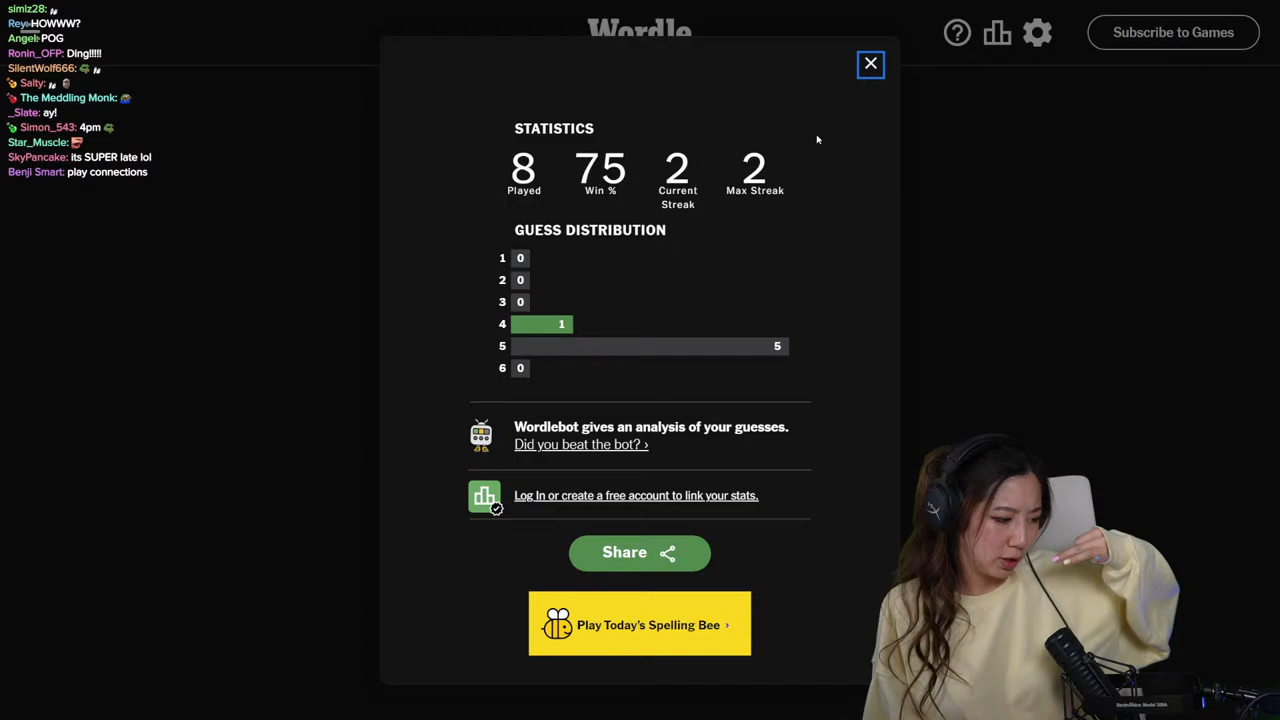 simiz28:
Rey: HOWWW?
Angel: POG
Ronin_OFP: Ding!!!!!
SilentWolf666:
Salty:
The Meddling Monk:
_Slate: ay!
Simon_543: 4pm
Star_Muscle:
SkyPancake: its SUPER late lol
Benji Smart: play connections
Wordle
Subscribe to Games
STATISTICS
8 75 2 2
Played Win % Current Streak Max Streak
GUESS DISTRIBUTION
1 0
2 0
3 0
4 1
5 5
6 0
Wordlebot gives an analysis of your guesses.
Did you beat the bot? ›
Log In or create a free account to link your stats.
Share
Play Today's Spelling Bee ›